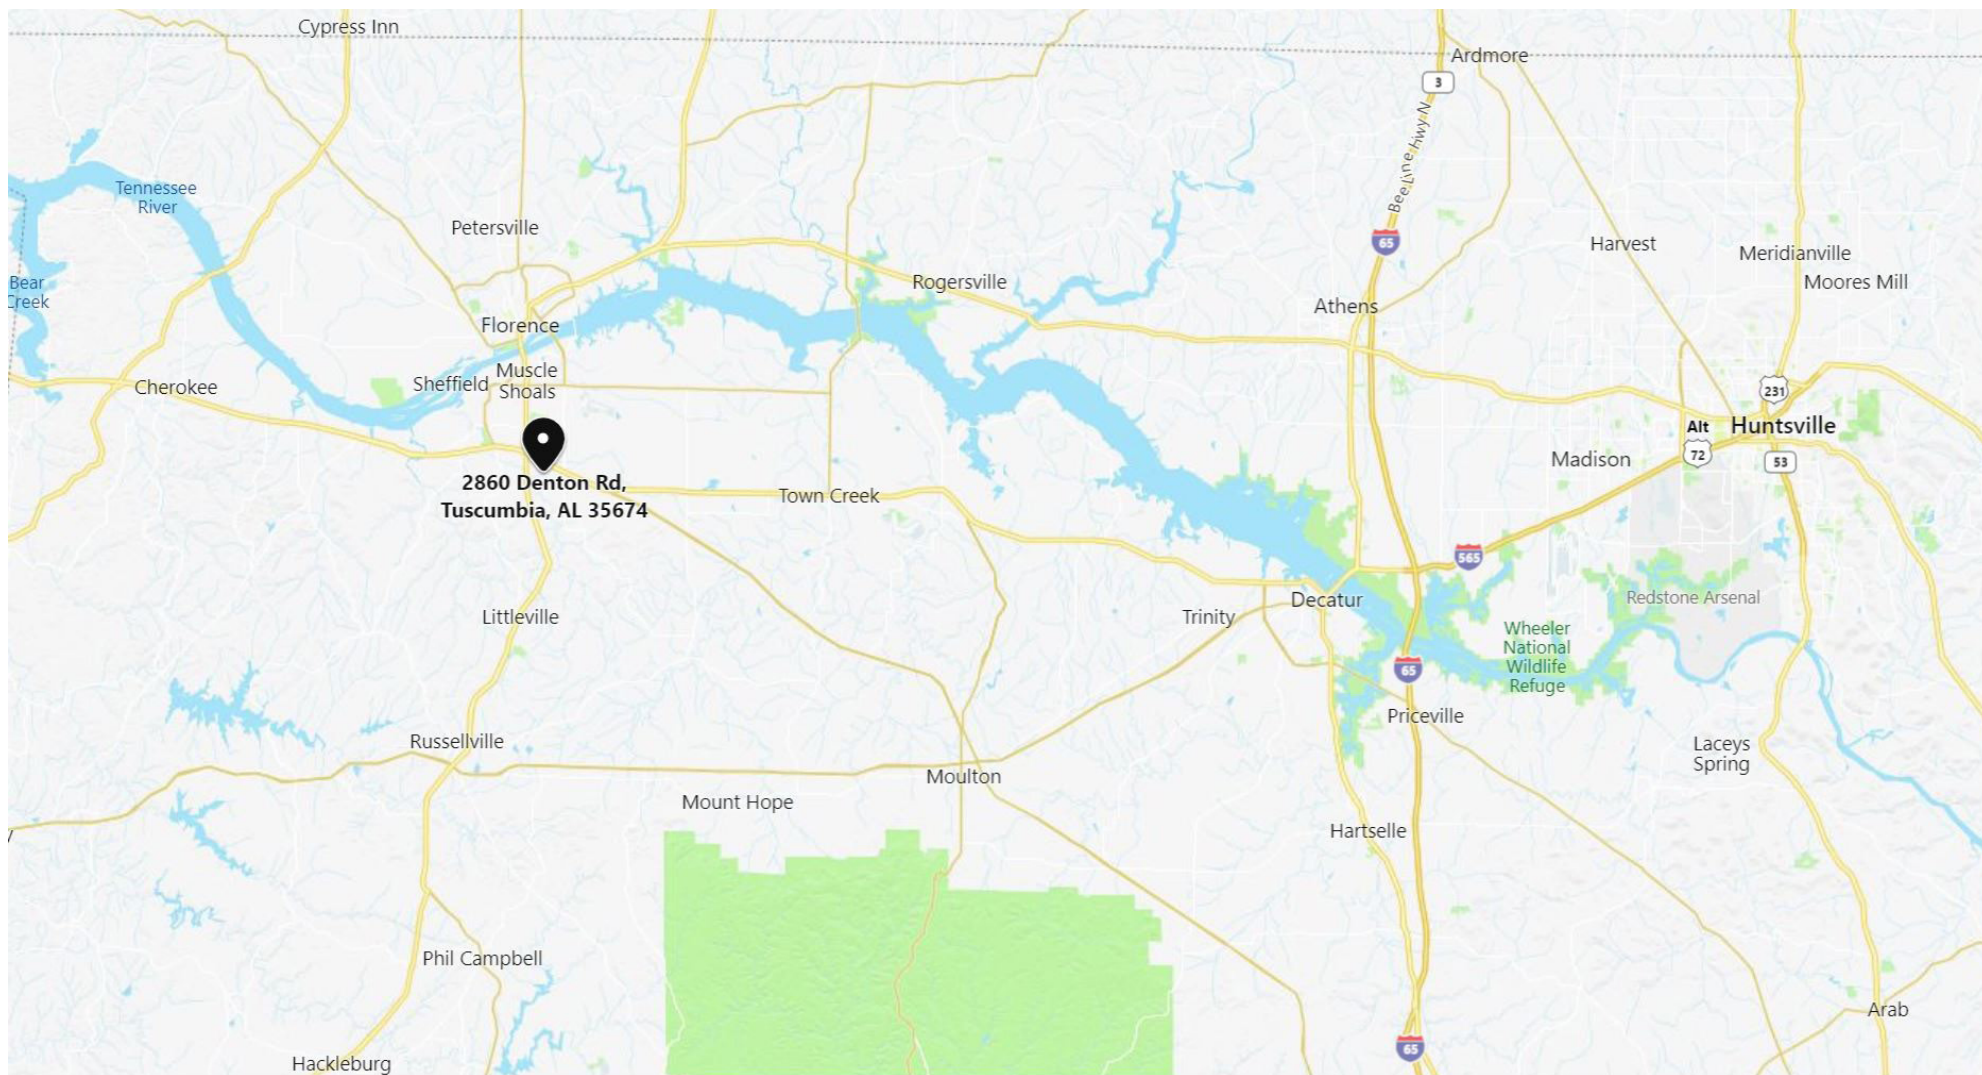 Cypress Inn
Ardmore
3
Bee Line Hwy N
Tennessee
River
Petersville
65
Harvest
Meridianville
Bear
Creek
Rogersville
Moores Mill
Athens
Florence
Muscle
Shoals
Sheffield
Cherokee
231
Huntsville
Alt
72
53
Madison
2860 Denton Rd,
Tuscumbia, AL 35674
Town Creek
565
Decatur
Redstone Arsenal
Trinity
Littleville
Wheeler
National
Wildlife
Refuge
65
Priceville
Russellville
Laceys
Spring
Moulton
Mount Hope
Hartselle
Phil Campbell
Arab
65
Hackleburg